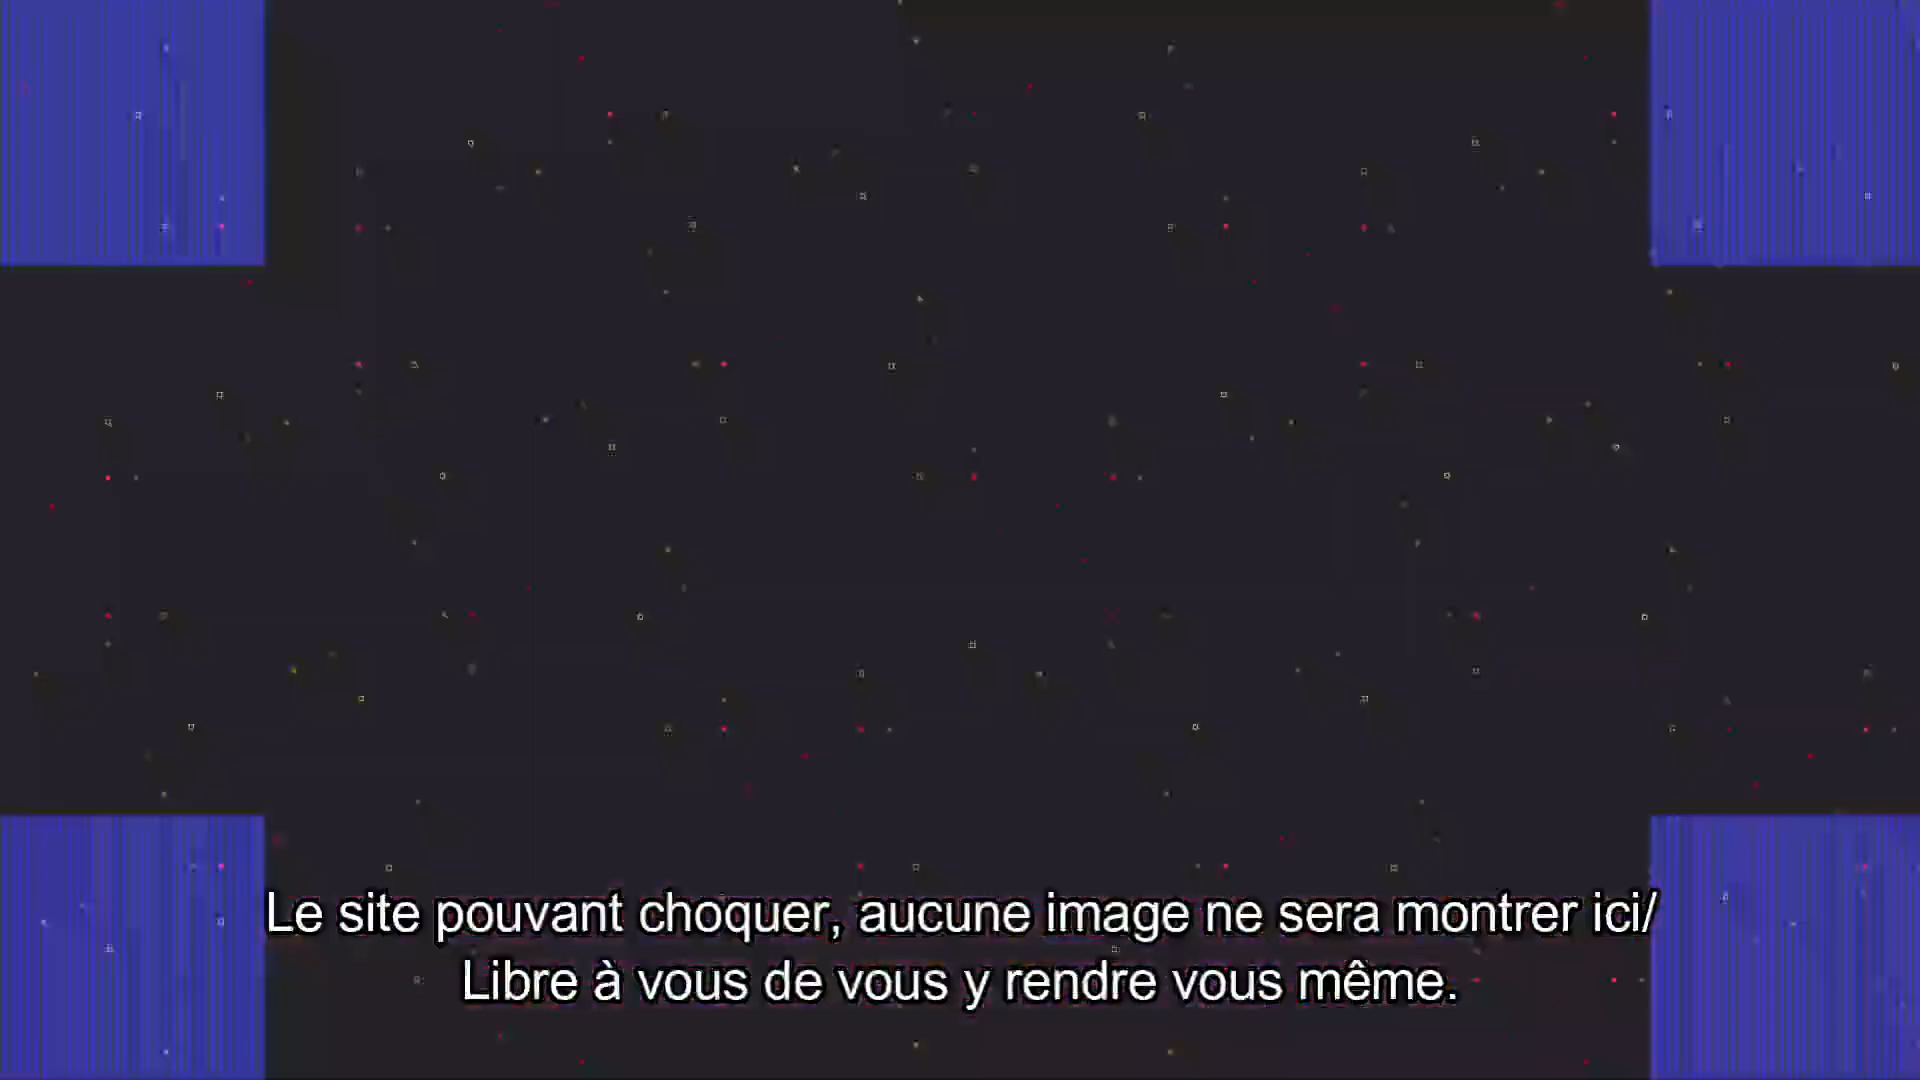 Le site pouvant choquer, aucune image ne sera montrer ici/
Libre à vous de vous y rendre vous même.